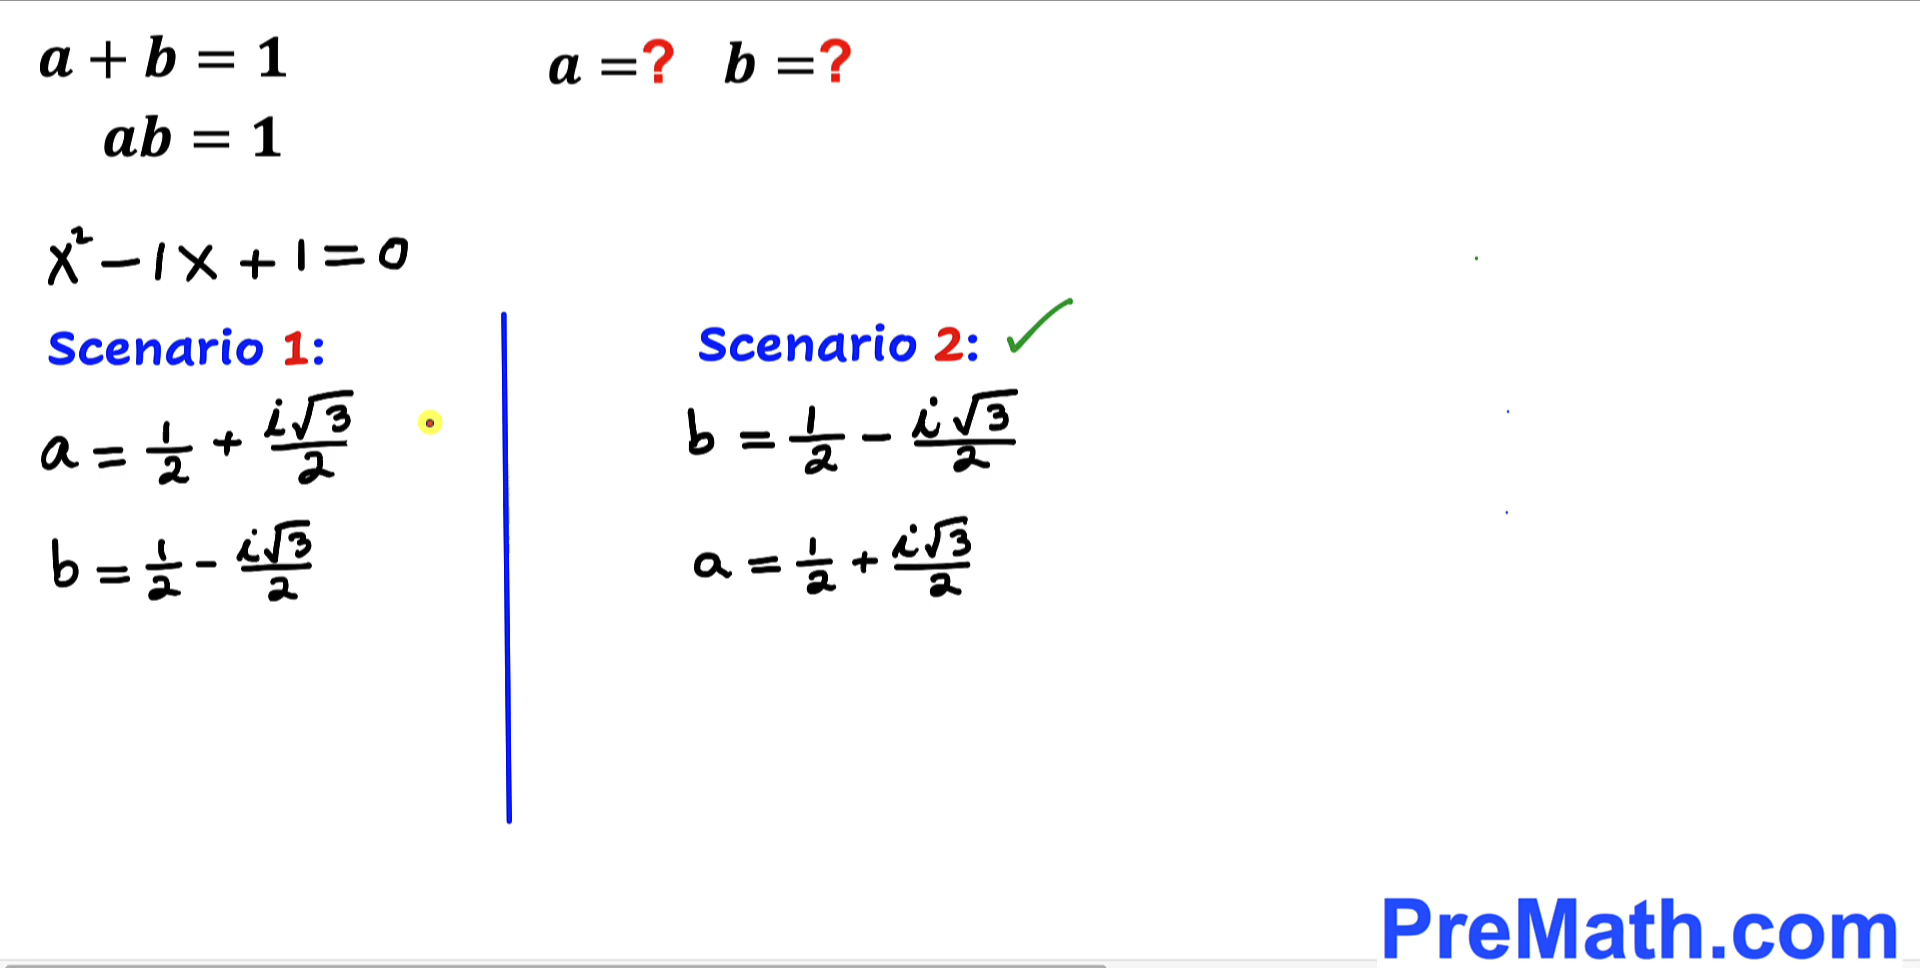 a + b = 1
a =? b =?
ab = 1
x² - 1x + 1 = 0
Scenario 1:
a = 1/2 + i√3/2
b = 1/2 - i√3/2
Scenario 2: ✓
b = 1/2 - i√3/2
a = 1/2 + i√3/2
PreMath.com